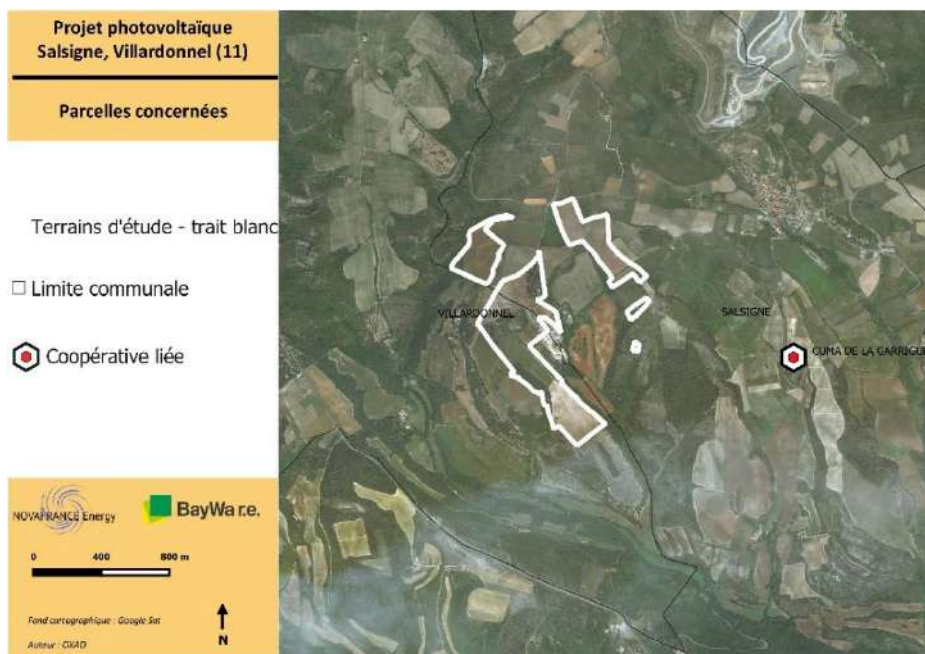 Projet photovoltaïque
Salsigne, Villardonnel (11)
Parcelles concernées
Terrains d'étude - trait blanc
Limite communale
Coopérative liée
NOVAFRANCE Energy
BayWa r.e.
0 400 800 m
Fond cartographique : Google Sat
Auteur : OXAO
N
VILLARDONNEL
SALSIGNE
CUMA DE LA GARRIGUE